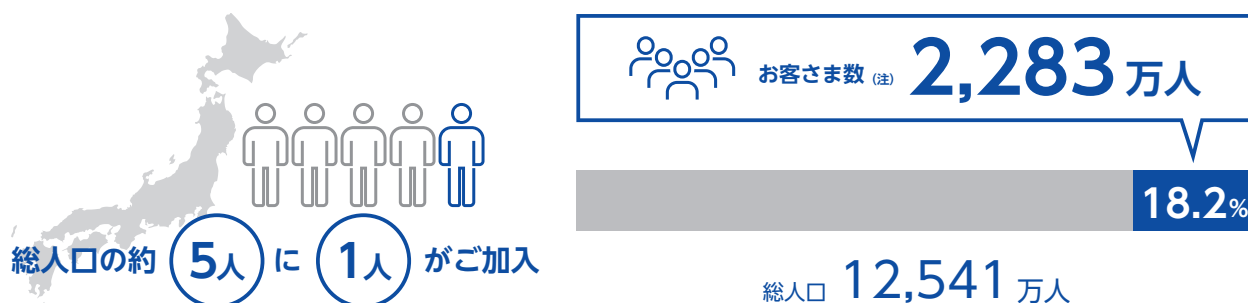 総人口の約 5人 に 1人 がご加入
お客さま数 (注) 2,283 万人
18.2%
総人口 12,541 万人